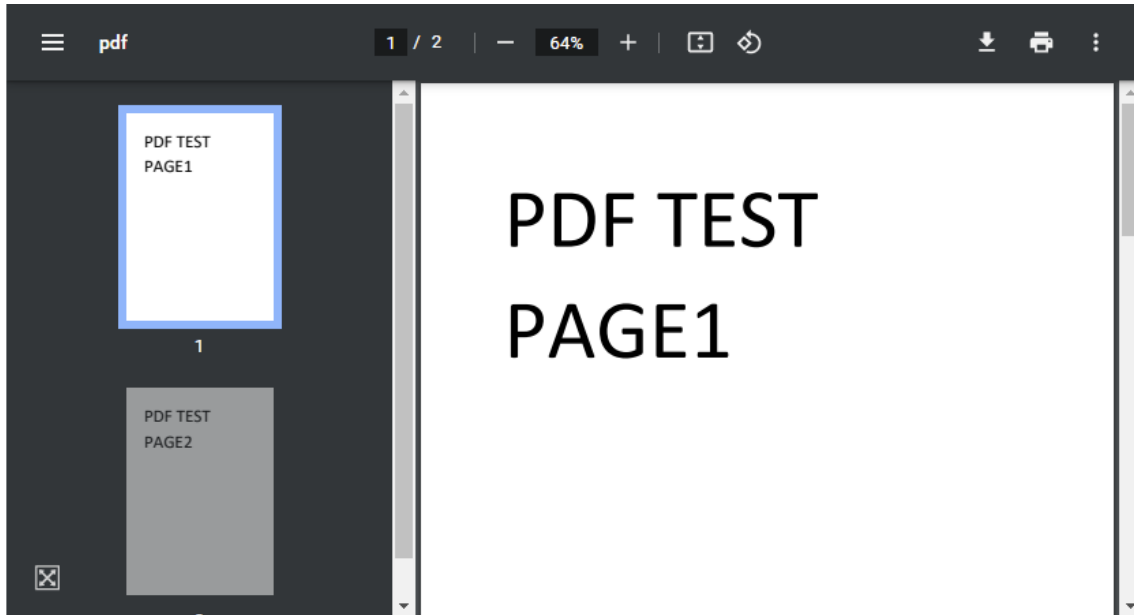 pdf
1 / 2
64%
PDF TEST
PAGE1
1
PDF TEST
PAGE2
PDF TEST
PAGE1